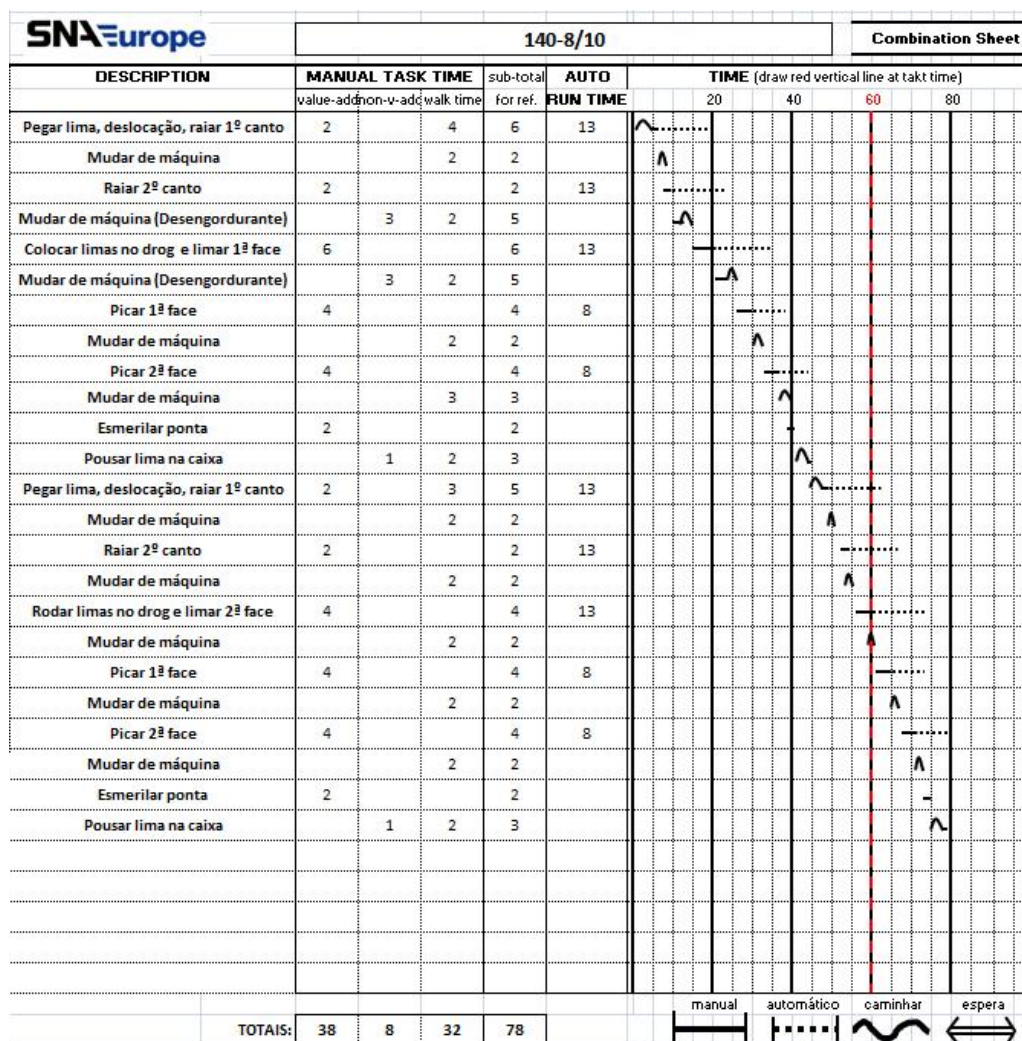 SNA Europe
140-8/10
Combination Sheet
DESCRIPTION MANUAL TASK TIME sub-total AUTO TIME (draw red vertical line at takt time)
value-add non-v-add walk time for ref. RUN TIME 20 40 60 80
Pegar lima, deslocação, raiar 1º canto 2 4 6 13
Mudar de máquina 2 2
Raiar 2º canto 2 2 13
Mudar de máquina (Desengordurante) 3 2 5
Colocar limas no drog e limar 1ª face 6 6 13
Mudar de máquina (Desengordurante) 3 2 5
Picar 1ª face 4 4 8
Mudar de máquina 2 2
Picar 2ª face 4 4 8
Mudar de máquina 3 3
Esmerilar ponta 2 2
Pousar lima na caixa 1 2 3
Pegar lima, deslocação, raiar 1º canto 2 3 5 13
Mudar de máquina 2 2
Raiar 2º canto 2 2 13
Mudar de máquina 2 2
Rodar limas no drog e limar 2ª face 4 4 13
Mudar de máquina 2 2
Picar 1ª face 4 4 8
Mudar de máquina 2 2
Picar 2ª face 4 4 8
Mudar de máquina 2 2
Esmerilar ponta 2 2
Pousar lima na caixa 1 2 3
manual automático caminhar espera
TOTAIS: 38 8 32 78